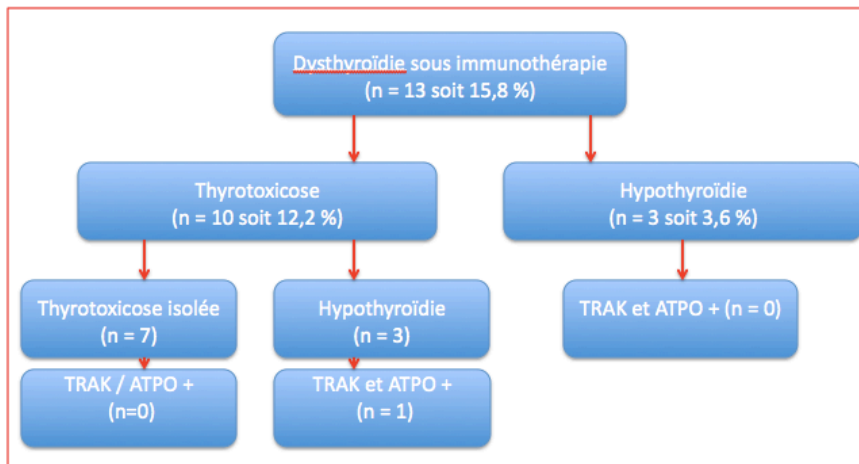 Dysthyroïdie sous immunothérapie
(n = 13 soit 15,8 %)
Thyrotoxicose
(n = 10 soit 12,2 %)
Hypothyroïdie
(n = 3 soit 3,6 %)
Thyrotoxicose isolée
(n = 7)
Hypothyroïdie
(n = 3)
TRAK et ATPO + (n = 0)
TRAK / ATPO +
(n=0)
TRAK et ATPO +
(n = 1)